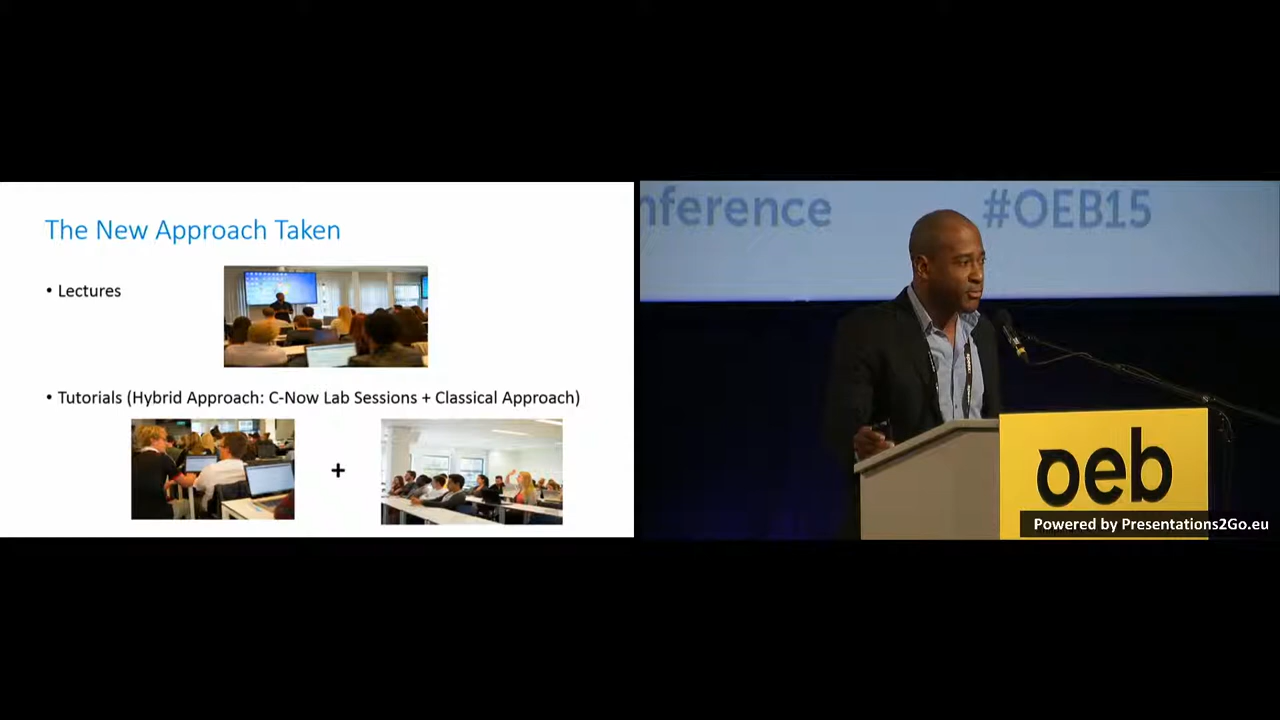 The New Approach Taken
• Lectures
• Tutorials (Hybrid Approach: C-Now Lab Sessions + Classical Approach)
+
nference #OEB15
oeb
Powered by Presentations2Go.eu